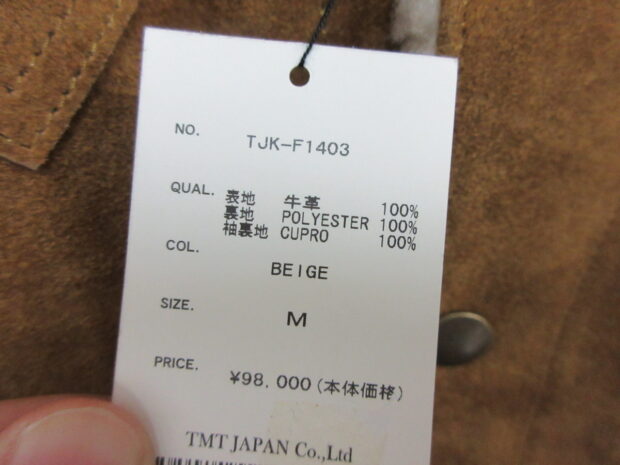 NO. TJK-F1403
QUAL. 表地 牛革 100%
裏地 POLYESTER 100%
袖裏地 CUPRO 100%
COL. BEIGE
SIZE. M
PRICE. ¥98,000(本体価格)
TMT JAPAN Co.,Ltd